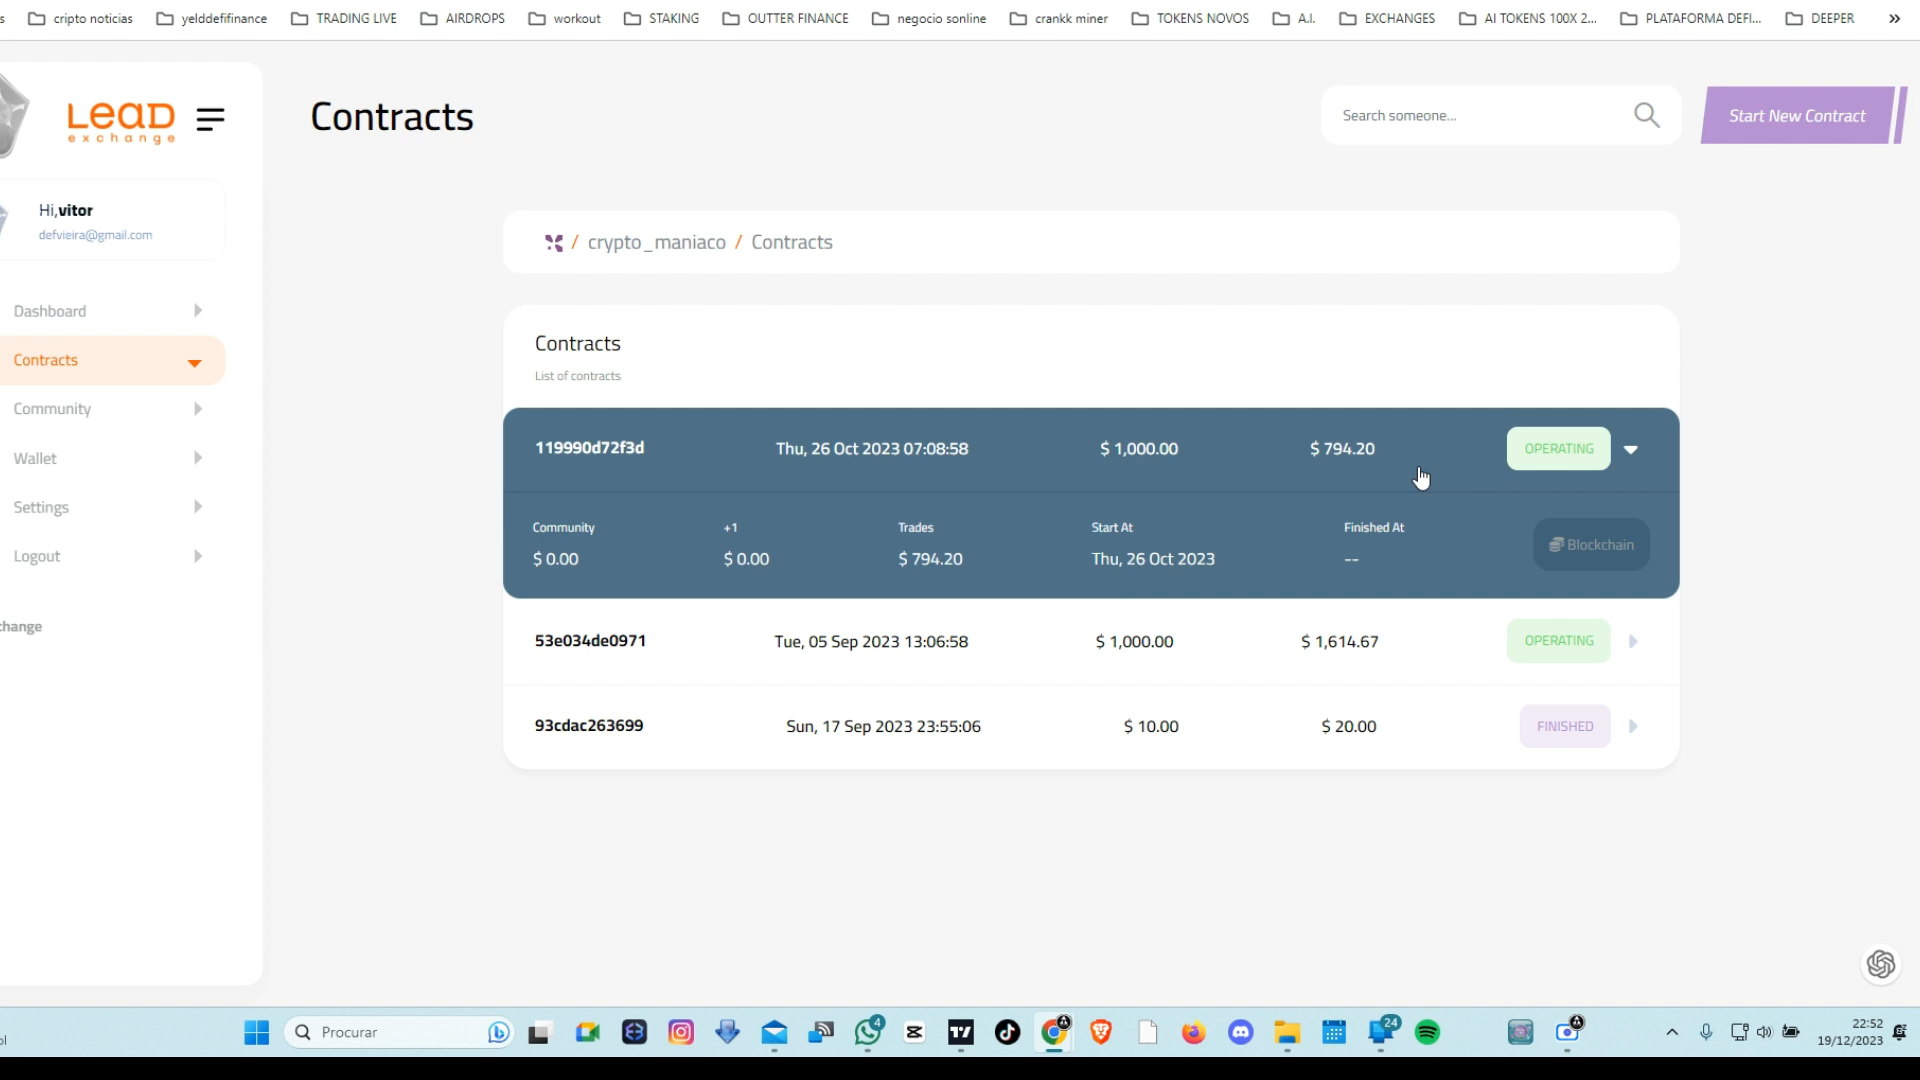 s cripto noticias yelddefifinance TRADING LIVE AIRDROPS workout STAKING OUTTER FINANCE negocio sonline crankk miner TOKENS NOVOS A.I. EXCHANGES AI TOKENS 100X 2... PLATAFORMA DEFI... DEEPER »
LEAD
exchange
Contracts
Search someone...
Start New Contract
Hi,vitor
defvieira@gmail.com
/ crypto_maniaco / Contracts
Dashboard
Contracts
Community
Wallet
Settings
Logout
change
Contracts
List of contracts
119990d72f3d Thu, 26 Oct 2023 07:08:58 $ 1,000.00 $ 794.20 OPERATING
Community +1 Trades Start At Finished At
$ 0.00 $ 0.00 $ 794.20 Thu, 26 Oct 2023 --
Blockchain
53e034de0971 Tue, 05 Sep 2023 13:06:58 $ 1,000.00 $ 1,614.67 OPERATING
93cdac263699 Sun, 17 Sep 2023 23:55:06 $ 10.00 $ 20.00 FINISHED
ol
Procurar
4
24
22:52
19/12/2023